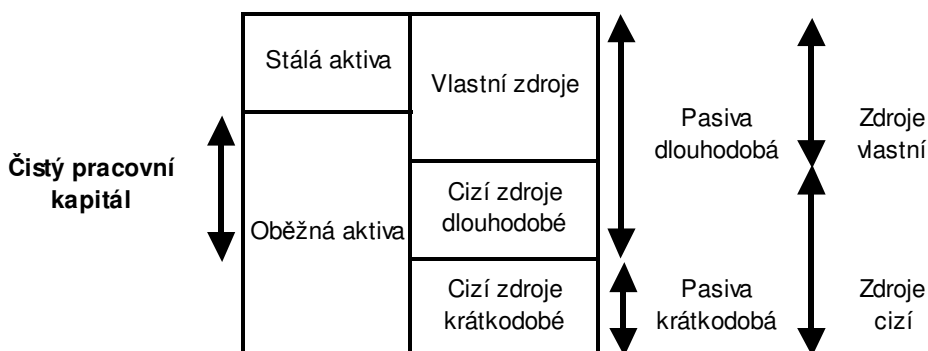 Stálá aktiva
Vlastní zdroje
Čistý pracovní
kapitál
Oběžná aktiva
Cizí zdroje
dlouhodobé
Cizí zdroje
krátkodobé
Pasiva
dlouhodobá
Pasiva
krátkodobá
Zdroje
vlastní
Zdroje
cizí